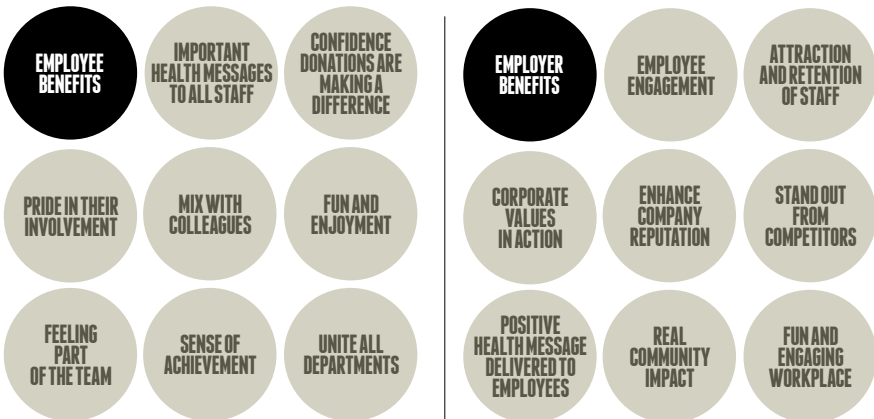 EMPLOYEE
BENEFITS
IMPORTANT
HEALTH MESSAGES
TO ALL STAFF
CONFIDENCE
DONATIONS ARE
MAKING A
DIFFERENCE
PRIDE IN THEIR
INVOLVEMENT
MIX WITH
COLLEAGUES
FUN AND
ENJOYMENT
FEELING
PART
OF THE TEAM
SENSE OF
ACHIEVEMENT
UNITE ALL
DEPARTMENTS
EMPLOYER
BENEFITS
EMPLOYEE
ENGAGEMENT
ATTRACTION
AND RETENTION
OF STAFF
CORPORATE
VALUES
IN ACTION
ENHANCE
COMPANY
REPUTATION
STAND OUT
FROM
COMPETITORS
POSITIVE
HEALTH MESSAGE
DELIVERED TO
EMPLOYEES
REAL
COMMUNITY
IMPACT
FUN AND
ENGAGING
WORKPLACE